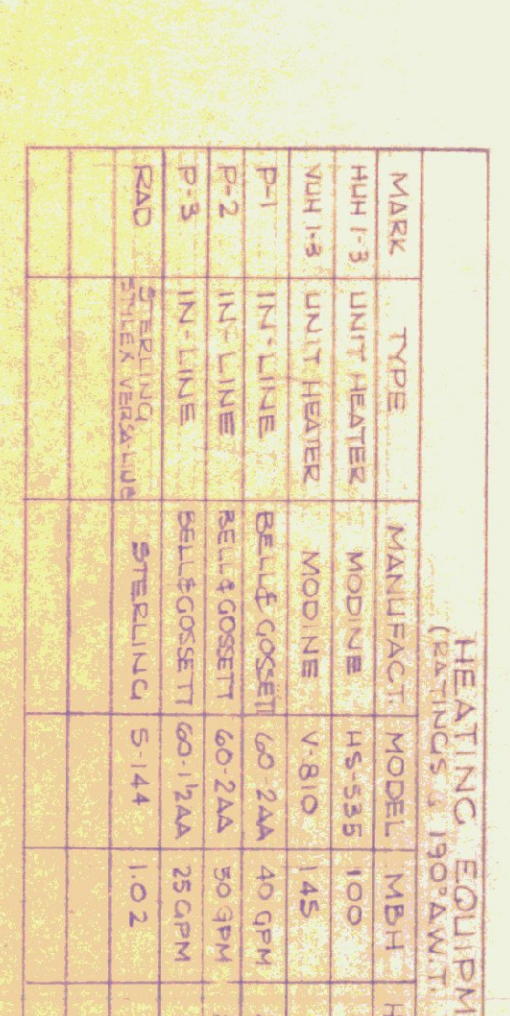 HEATING EQUIPM
(RATINGS 190° A.W.T.
MARK TYPE MANUFACT. MODEL MBH H
HUH 1-3 UNIT HEATER MODINE HS-535 100
VUH 1-3 UNIT HEATER MODINE V-810 145
P-1 IN-LINE BELL & GOSSETT 60-2AA 40 GPM
P-2 IN-LINE BELL & GOSSETT 60-2AA 50 GPM
P-3 IN-LINE BELL & GOSSETT 60-1½AA 25 GPM
RAD STERLING VERSA-LINE STERLING S-144 1.02